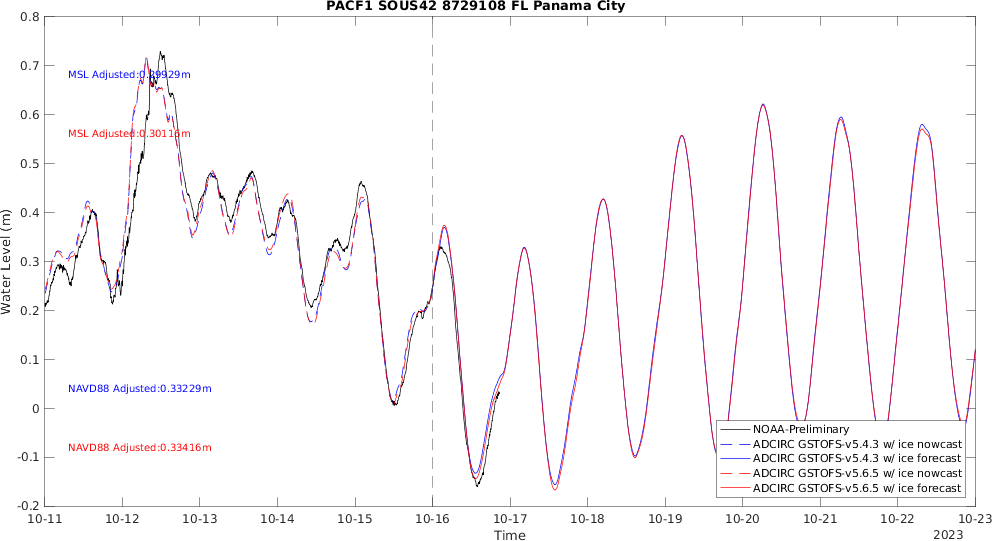 PACF1 SOUS42 8729108 FL Panama City
0.8
0.7
0.6
0.5
0.4
0.3
0.2
0.1
0
-0.1
-0.2
Water Level (m)
MSL Adjusted:0.29929m
MSL Adjusted:0.30116m
NAVD88 Adjusted:0.33229m
NAVD88 Adjusted:0.33416m
NOAA-Preliminary
ADCIRC GSTOFS-v5.4.3 w/ ice nowcast
ADCIRC GSTOFS-v5.4.3 w/ ice forecast
ADCIRC GSTOFS-v5.6.5 w/ ice nowcast
ADCIRC GSTOFS-v5.6.5 w/ ice forecast
10-11 10-12 10-13 10-14 10-15 10-16 10-17 10-18 10-19 10-20 10-21 10-22 10-23
Time
2023